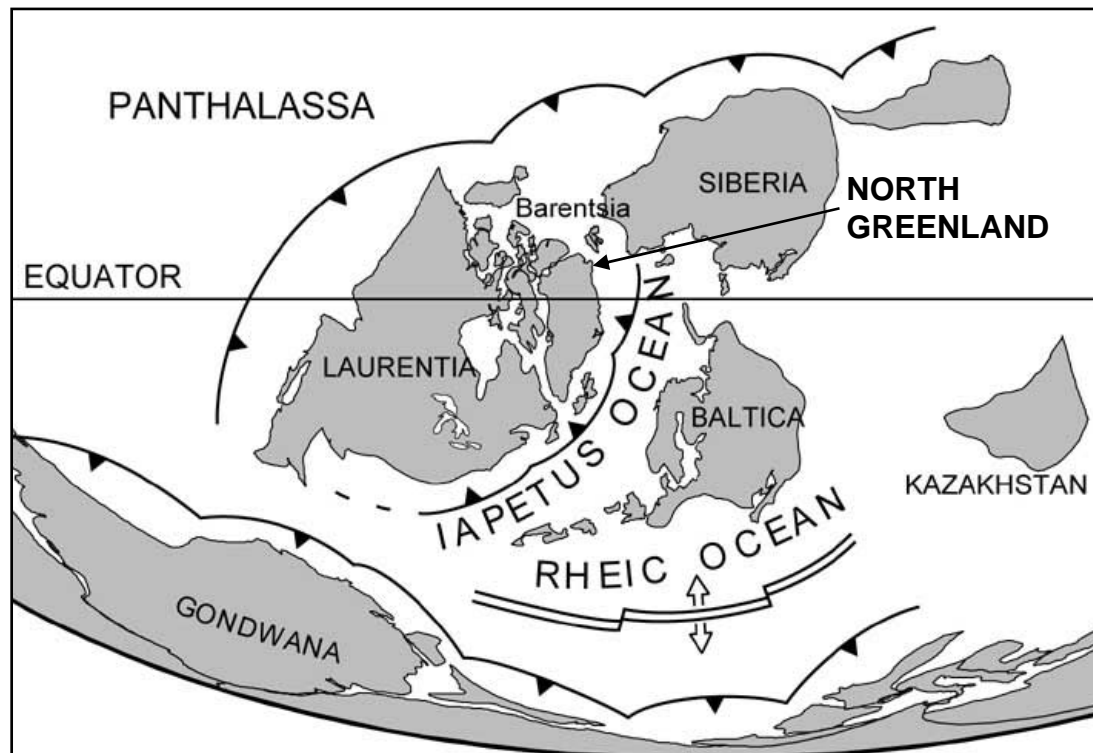 PANTHALASSA
SIBERIA
Barentsia
NORTH
GREENLAND
EQUATOR
LAURENTIA
IAPETUS OCEAN
BALTICA
KAZAKHSTAN
RHEIC OCEAN
GONDWANA